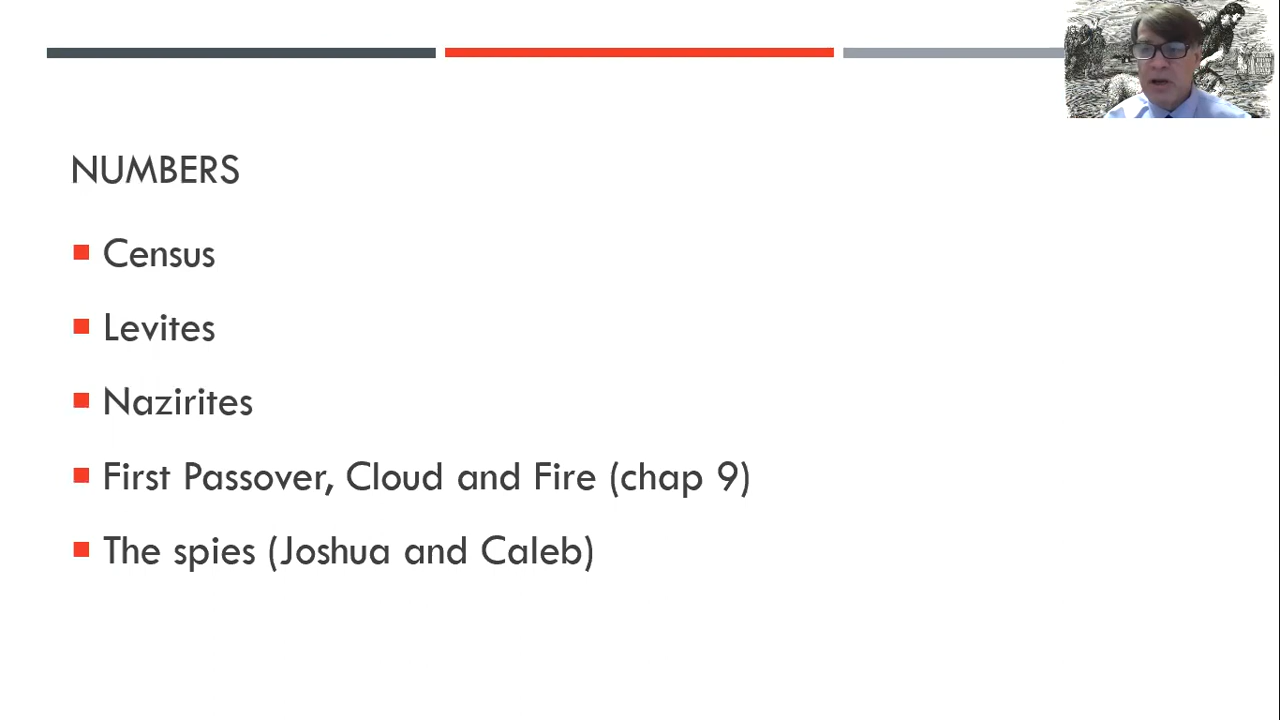 NUMBERS
Census
Levites
Nazirites
First Passover, Cloud and Fire (chap 9)
The spies (Joshua and Caleb)